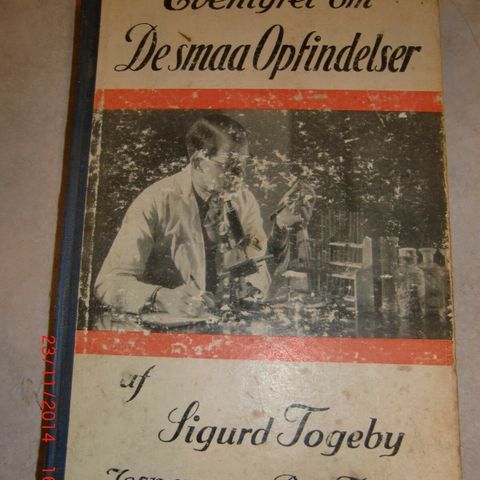 Eventyret om
De smaa Opfindelser
af
Sigurd Togeby
23/11/2014